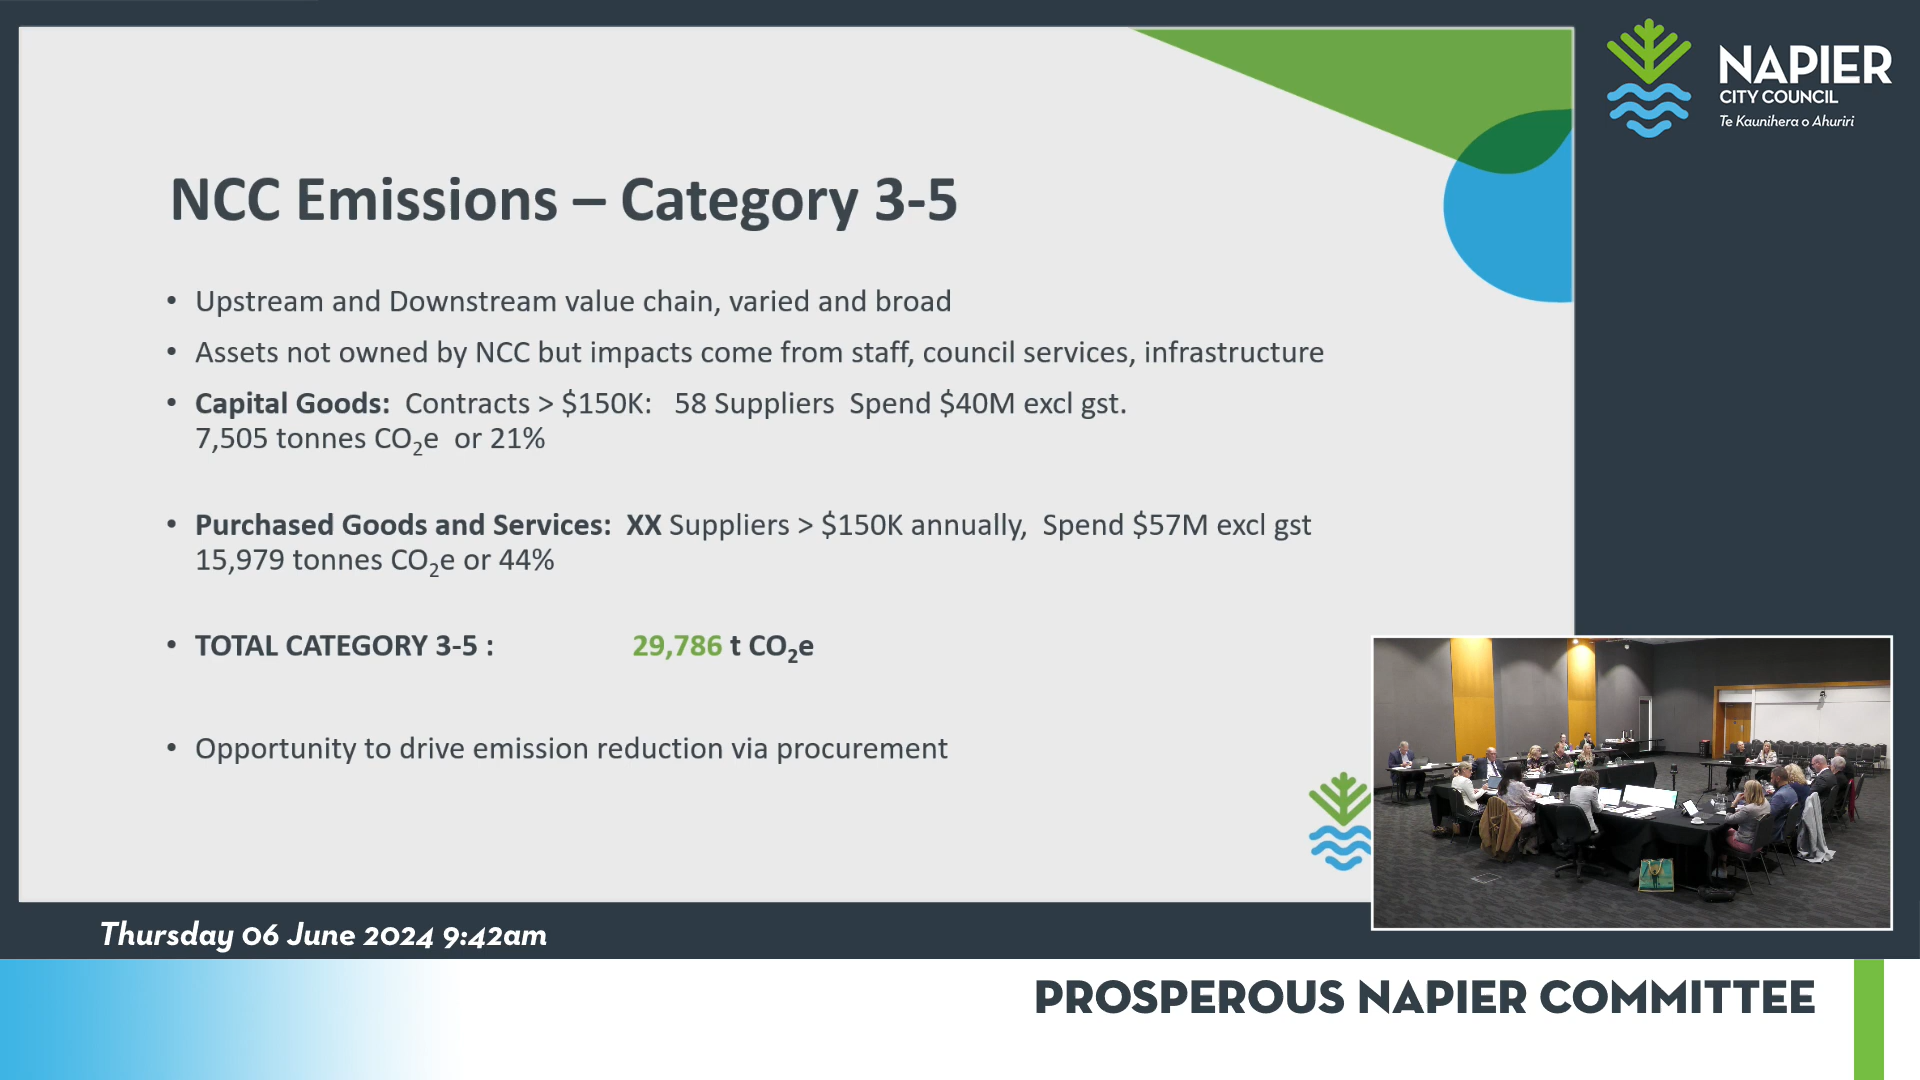 NAPIER
CITY COUNCIL
Te Kaunihera o Ahuriri
NCC Emissions – Category 3-5
• Upstream and Downstream value chain, varied and broad
• Assets not owned by NCC but impacts come from staff, council services, infrastructure
• Capital Goods: Contracts > $150K: 58 Suppliers Spend $40M excl gst.
7,505 tonnes CO₂e or 21%
• Purchased Goods and Services: XX Suppliers > $150K annually, Spend $57M excl gst
15,979 tonnes CO₂e or 44%
• TOTAL CATEGORY 3-5 : 29,786 t CO₂e
• Opportunity to drive emission reduction via procurement
Thursday 06 June 2024 9:42am
PROSPEROUS NAPIER COMMITTEE